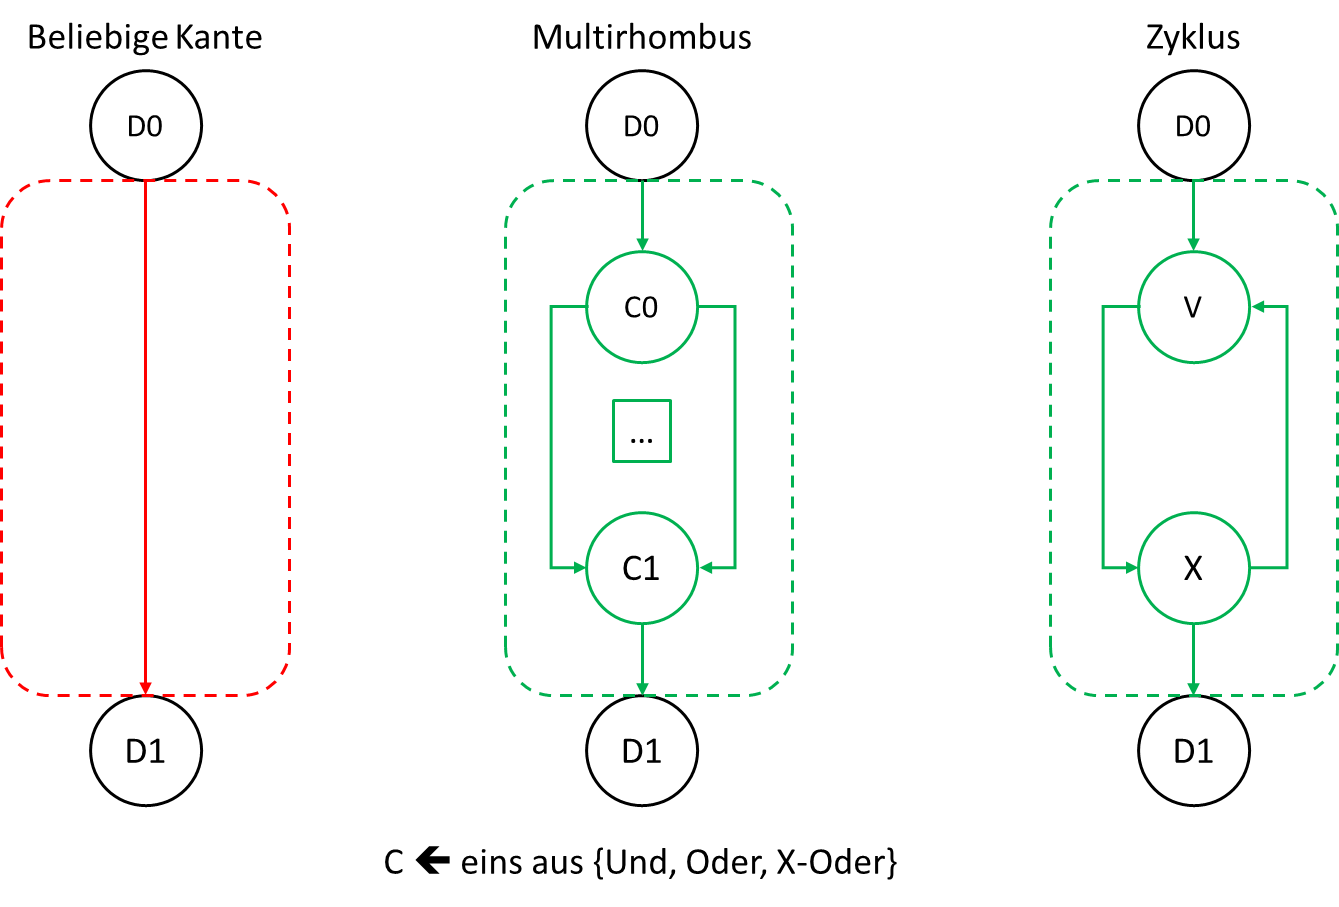 Beliebige Kante Multirhombus Zyklus
D0 D0 D0
C0 V
...
C1 X
D1 D1 D1
C 🡰 eins aus {Und, Oder, X-Oder}